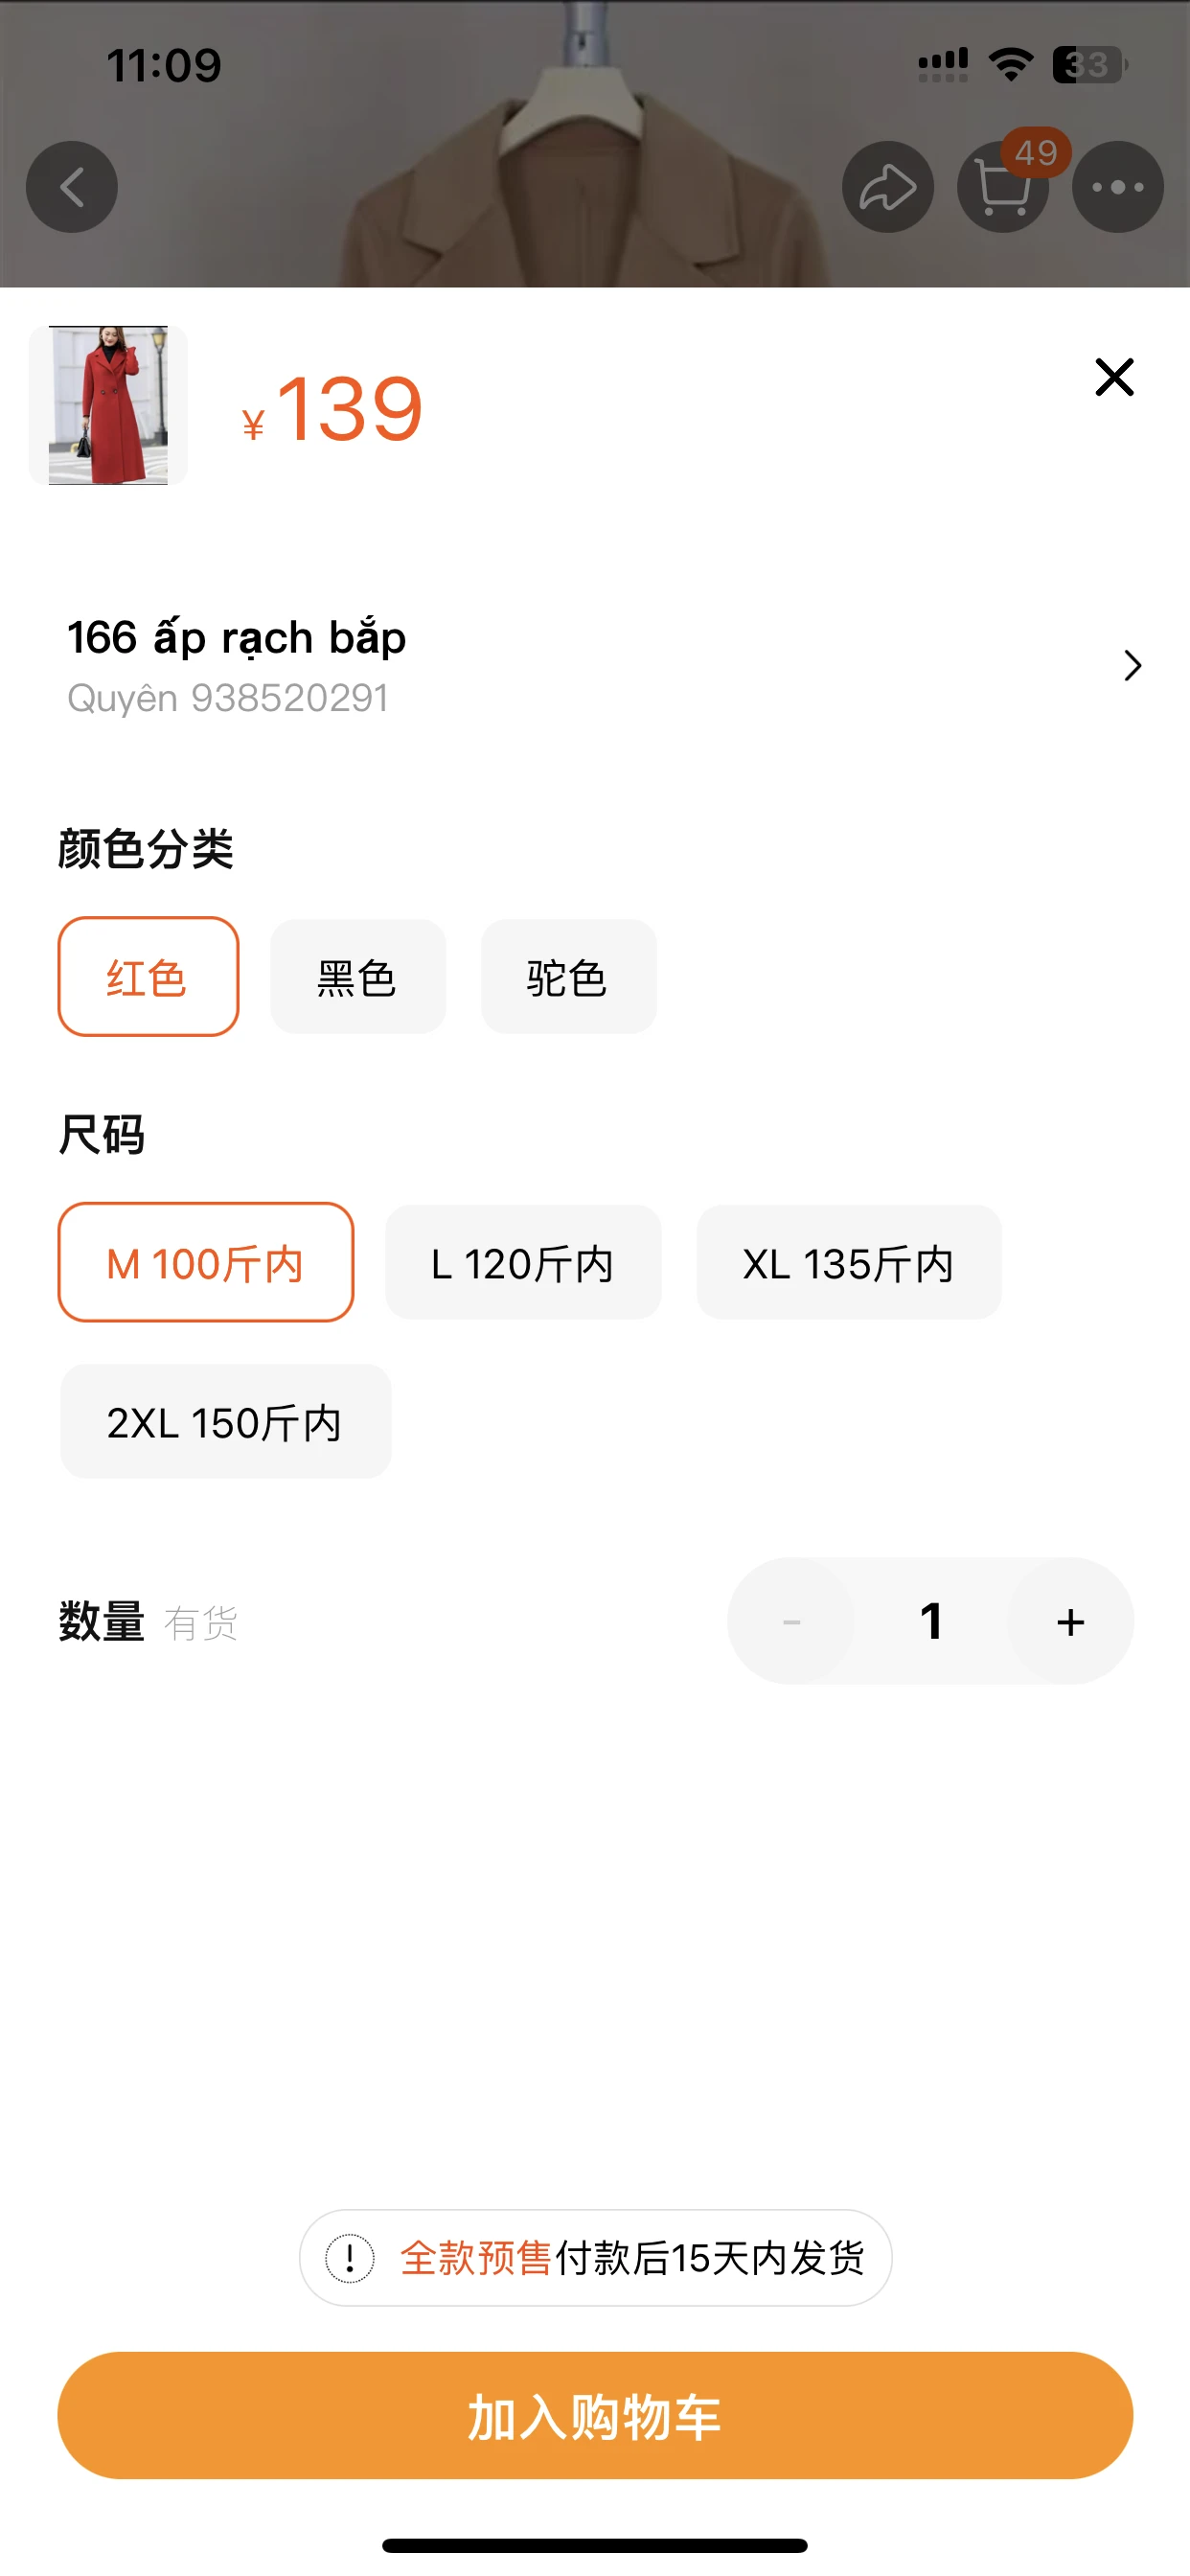 11:09
33
49
¥139
166 ấp rạch bắp
Quyên 938520291
颜色分类
红色 黑色 驼色
尺码
M 100斤内 L 120斤内 XL 135斤内
2XL 150斤内
数量 有货 - 1 +
全款预售付款后15天内发货
加入购物车